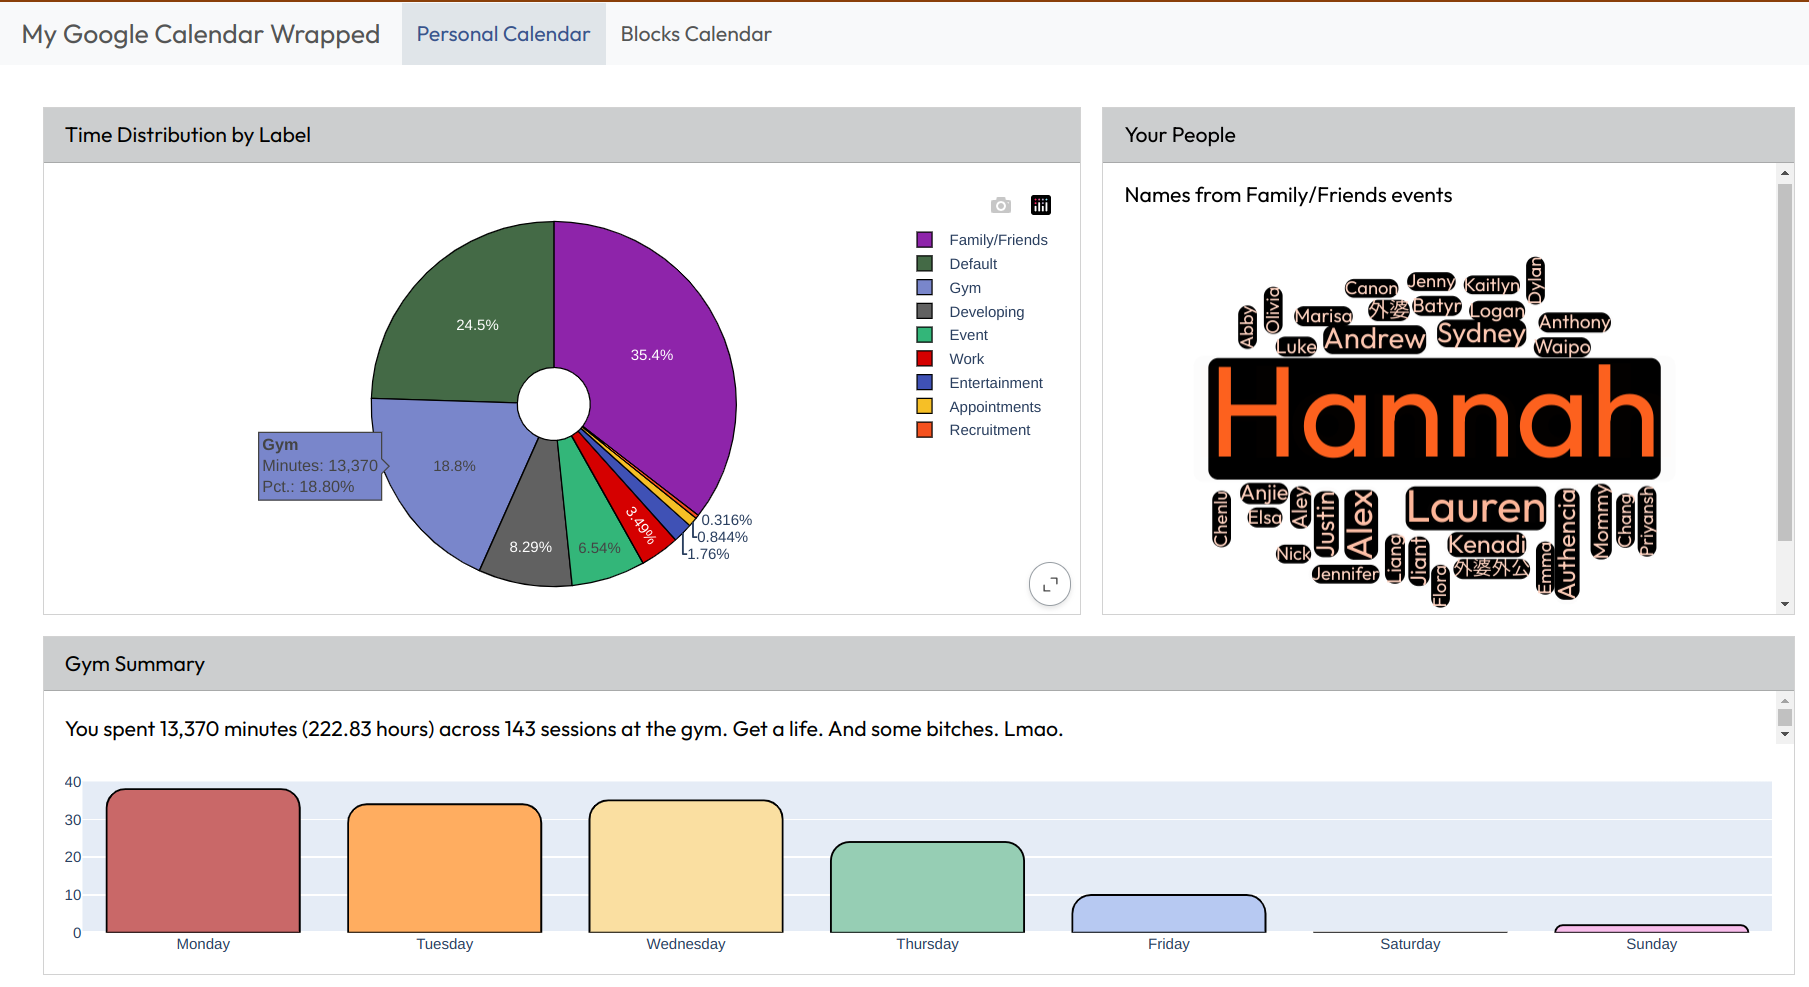 My Google Calendar Wrapped
Personal Calendar
Blocks Calendar
Time Distribution by Label
35.4%
24.5%
18.8%
8.29%
6.54%
3.49%
0.316%
0.844%
1.76%
Gym
Minutes: 13,370
Pct.: 18.80%
Family/Friends
Default
Gym
Developing
Event
Work
Entertainment
Appointments
Recruitment
Your People
Names from Family/Friends events
Dylan
Jenny
Kaitlyn
Canon
Olivia
外婆
Batyr
Logan
Abby
Marisa
Anthony
Andrew
Sydney
Luke
Waipo
Hannah
Chenlu
Anjie
Aley
Justin
Alex
Lauren
Authencia
Mommy
Chang
Priyansh
Elsa
Nick
Jennifer
Liang
Jiant
Kenadi
Flora
外婆外公
Emma
Gym Summary
You spent 13,370 minutes (222.83 hours) across 143 sessions at the gym. Get a life. And some bitches. Lmao.
40
30
20
10
0
Monday
Tuesday
Wednesday
Thursday
Friday
Saturday
Sunday